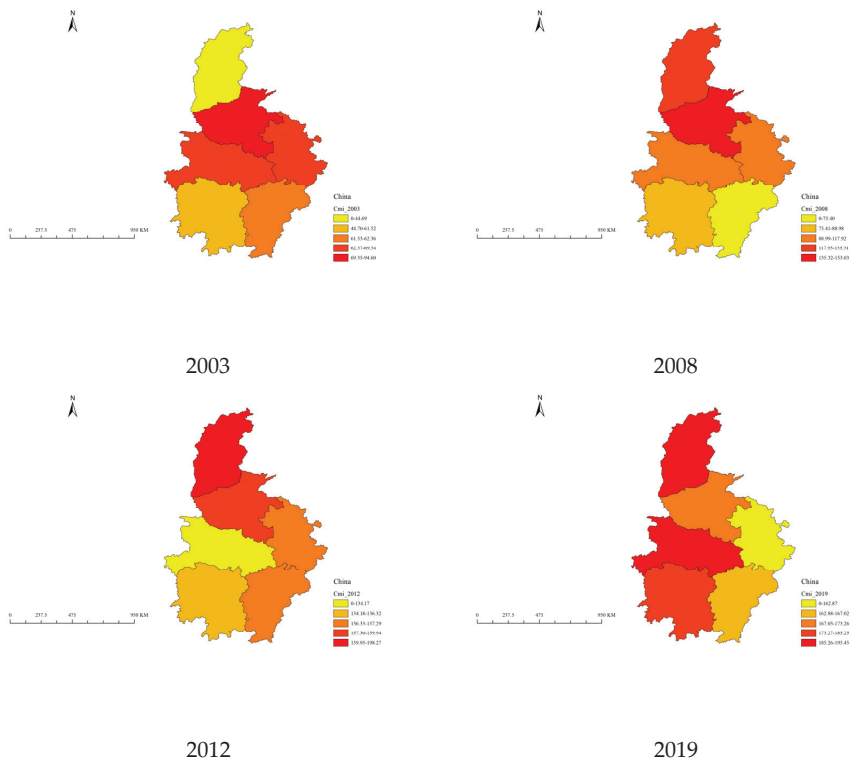 N
China
Cmi_2003
0-44.69
44.70-61.52
61.53-62.36
62.37-69.34
69.35-94.60
0 237.5 475 950 KM
2003
N
China
Cmi_2008
0-73.40
73.41-88.98
88.99-117.92
117.93-135.31
135.32-153.03
0 237.5 475 950 KM
2008
N
China
Cmi_2012
0-134.17
134.18-136.32
136.33-157.29
157.30-159.94
159.95-198.27
0 237.5 475 950 KM
2012
N
China
Cmi_2019
0-162.87
162.88-167.02
167.03-173.26
173.27-185.25
185.26-193.45
0 237.5 475 950 KM
2019